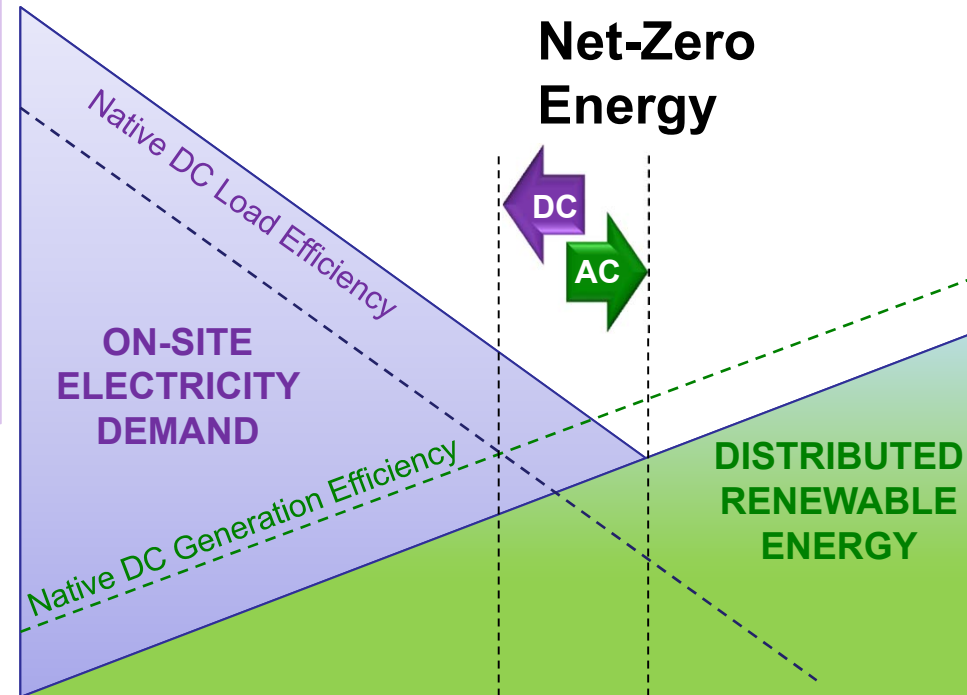 Net-Zero
Energy
Native DC Load Efficiency
DC
AC
ON-SITE
ELECTRICITY
DEMAND
Native DC Generation Efficiency
DISTRIBUTED
RENEWABLE
ENERGY